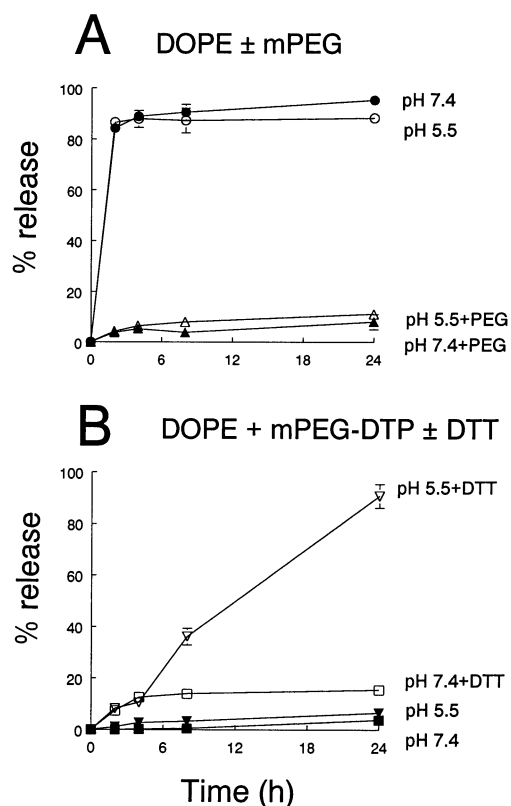 A
DOPE ± mPEG
100
80
60
40
20
0
% release
pH 7.4
pH 5.5
pH 5.5+PEG
pH 7.4+PEG
0 6 12 18 24
B
DOPE + mPEG-DTP ± DTT
100
80
60
40
20
0
% release
pH 5.5+DTT
pH 7.4+DTT
pH 5.5
pH 7.4
0 6 12 18 24
Time (h)